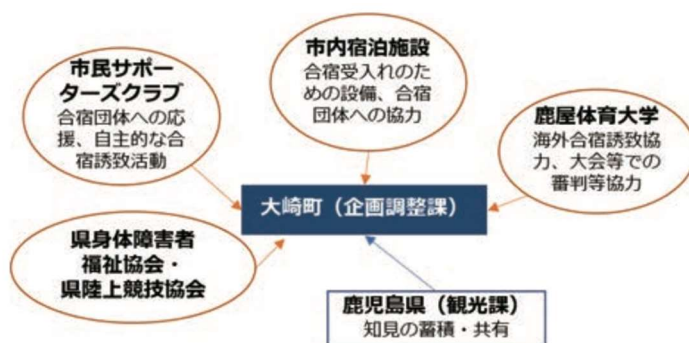 市民サポー
ターズクラブ
合宿団体への応
援、自主的な合
宿誘致活動
市内宿泊施設
合宿受入れのた
めの設備、合宿
団体への協力
鹿屋体育大学
海外合宿誘致協
力、大会等での
審判等協力
大崎町（企画調整課）
県身体障害者
福祉協会・
県陸上競技協会
鹿児島県（観光課）
知見の蓄積・共有